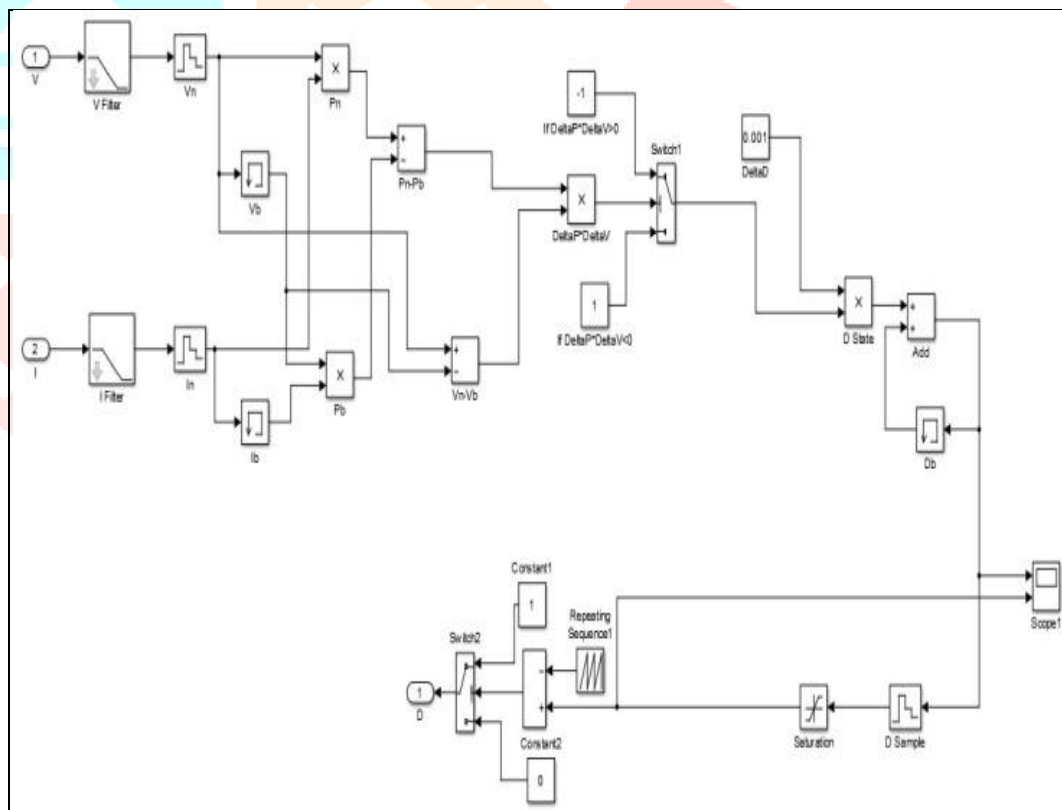 1
V
V Filter
Vn
X
Pn
Vb
+
−
Pn-Pb
-1
If DeltaP*DeltaV>0
Switch1
0.001
DeltaD
X
DeltaP*DeltaV
1
If DeltaP*DeltaV<0
2
I
I Filter
In
Ib
X
Pb
+
−
Vn-Vb
X
D State
+
+
Add
Db
Scope1
Constant1
1
Repeating
Sequence1
Switch2
1
D
−
+
Constant2
0
Saturation
D Sample